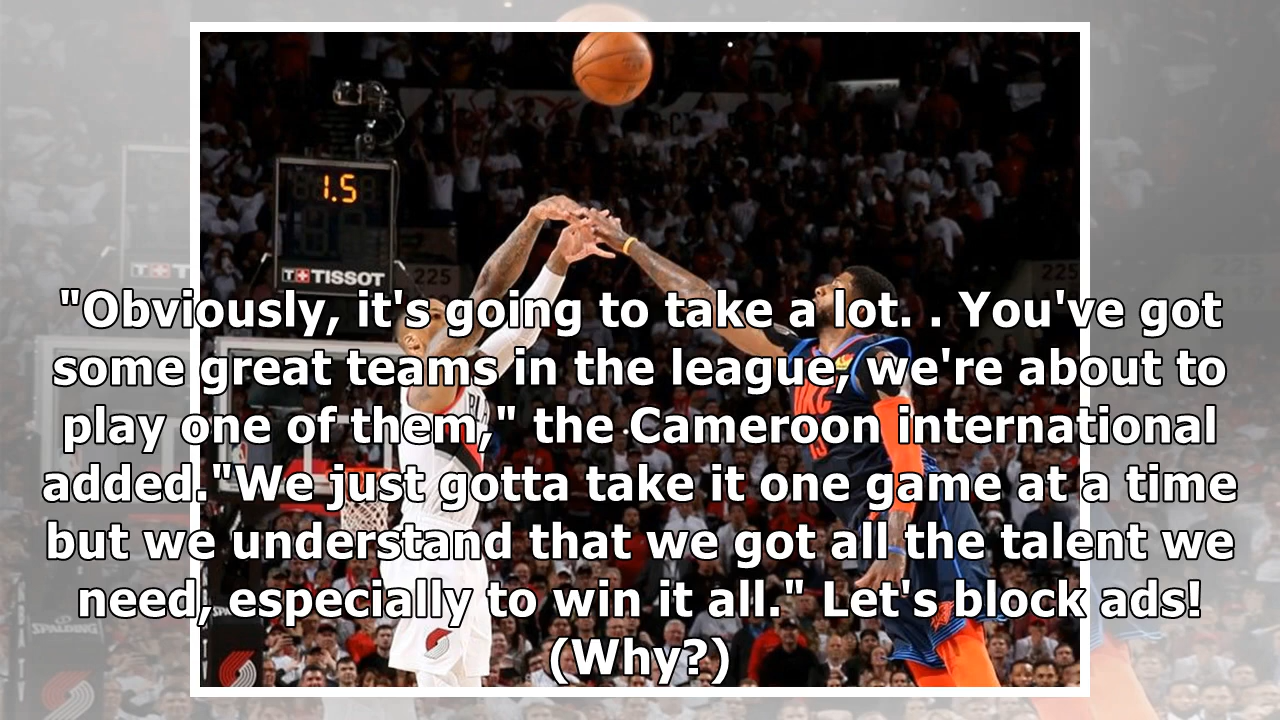 1.5
T+ TISSOT
225
225
"Obviously, it's going to take a lot. . You've got
some great teams in the league, we're about to
play one of them," the Cameroon international
added."We just gotta take it one game at a time
but we understand that we got all the talent we
need, especially to win it all." Let's block ads!
(Why?)
SPALDING